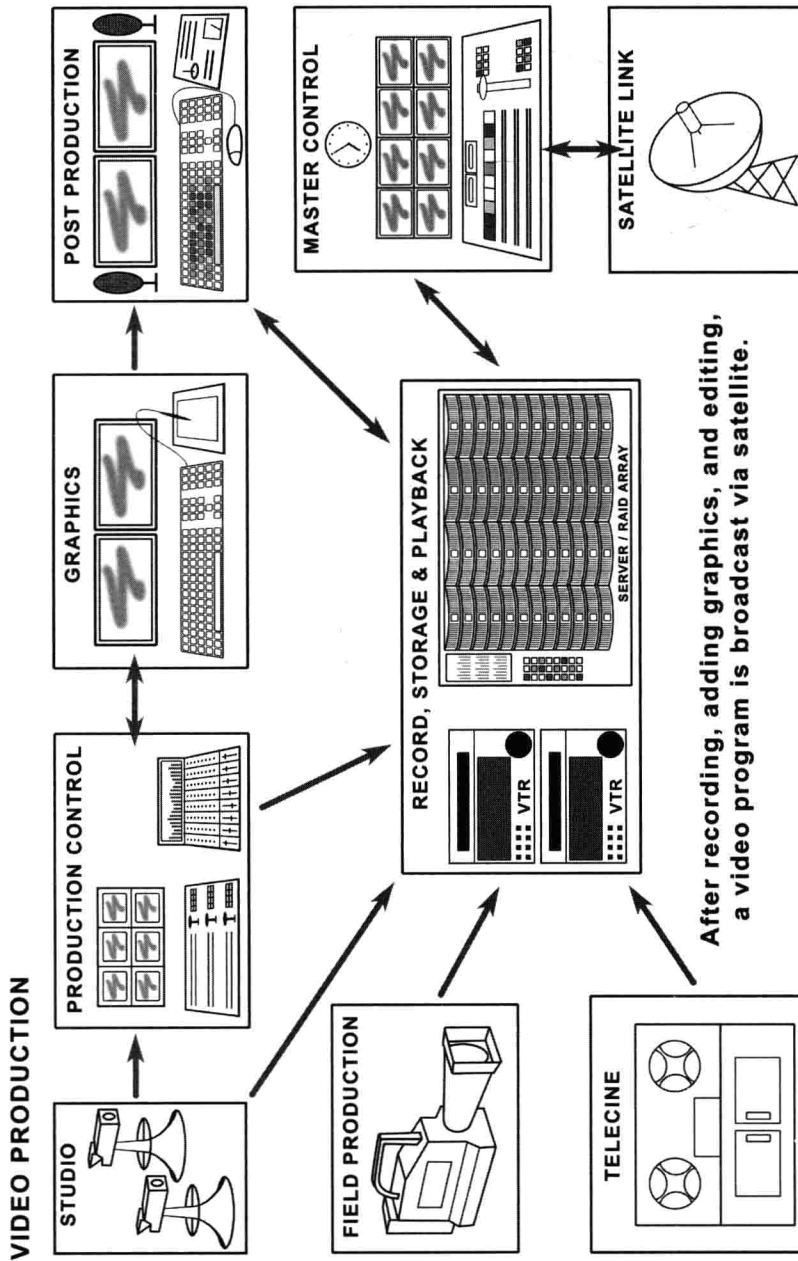 VIDEO PRODUCTION
STUDIO
PRODUCTION CONTROL
GRAPHICS
POST PRODUCTION
FIELD PRODUCTION
RECORD, STORAGE & PLAYBACK
VTR
VTR
SERVER / RAID ARRAY
MASTER CONTROL
TELECINE
After recording, adding graphics, and editing,
a video program is broadcast via satellite.
SATELLITE LINK